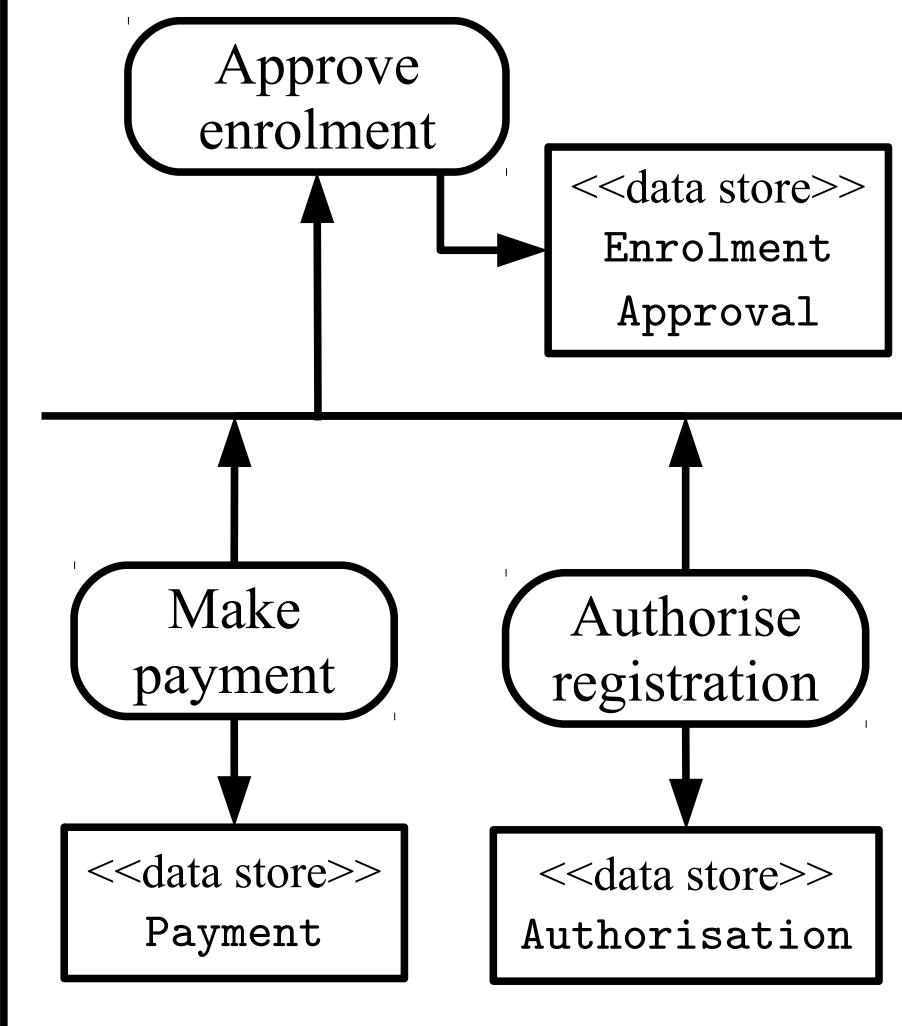 Approve
enrolment
<<data store>>
Enrolment
Approval
Make
payment
Authorise
registration
<<data store>>
Payment
<<data store>>
Authorisation